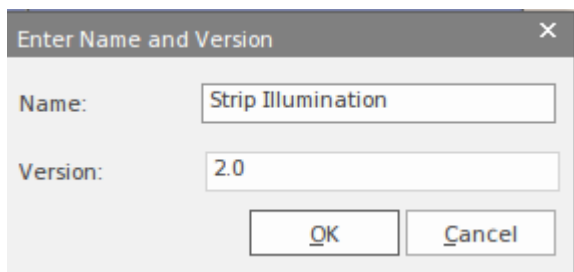 Enter Name and Version
Name: Strip Illumination
Version: 2.0
OK Cancel